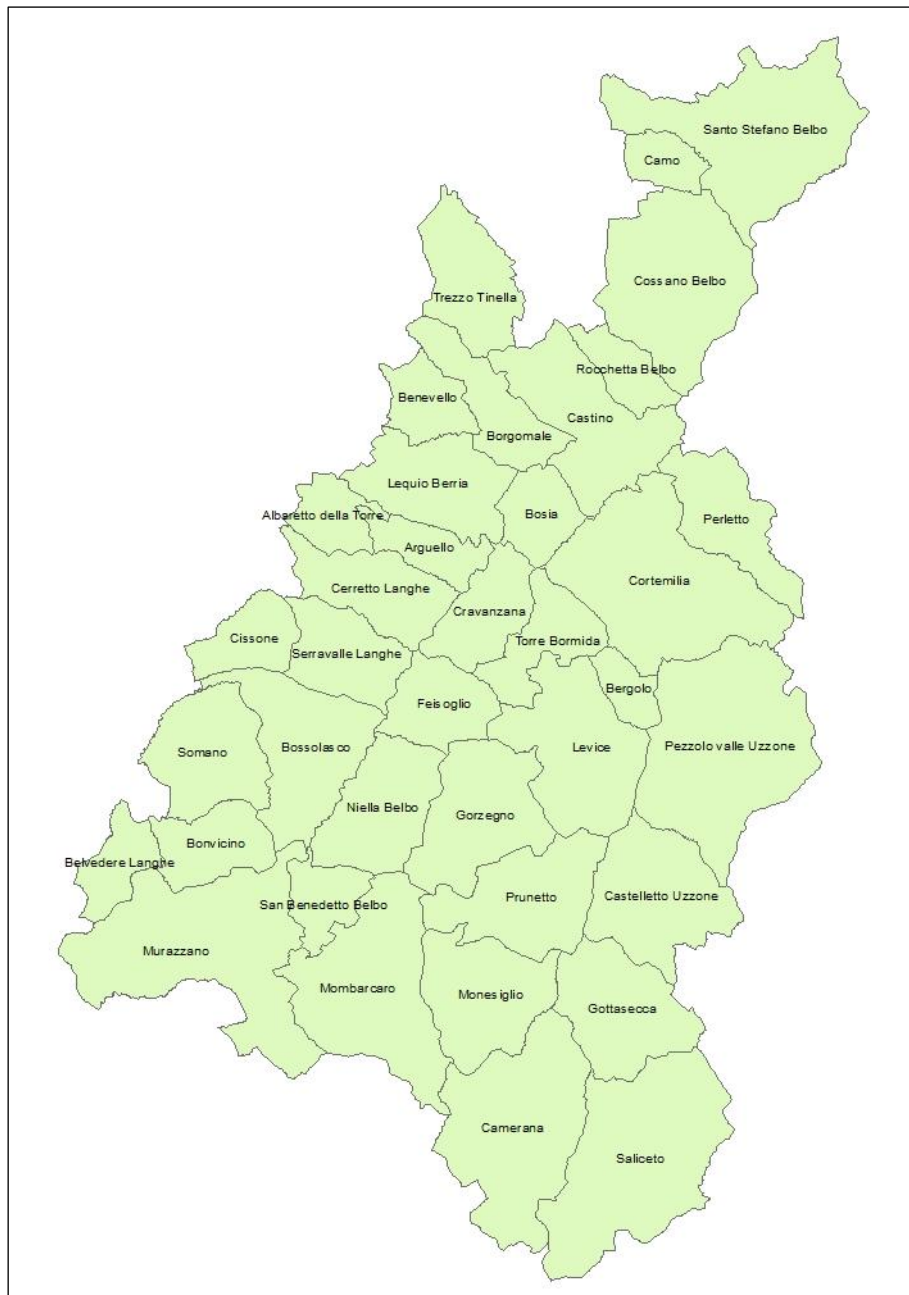 Santo Stefano Belbo
Camo
Cossano Belbo
Trezzo Tinella
Rocchetta Belbo
Benevello
Castino
Borgomale
Lequio Berria
Bosia
Albaretto della Torre
Perletto
Arguello
Cortemilia
Cerretto Langhe
Cravanzana
Cissone
Torre Bormida
Serravalle Langhe
Bergolo
Feisoglio
Somano
Bossolasco
Levice
Pezzolo valle Uzzone
Niella Belbo
Gorzegno
Bonvicino
Belvedere Langhe
Prunetto
Castelletto Uzzone
San Benedetto Belbo
Murazzano
Mombarcaro
Monesiglio
Gottasecca
Camerana
Saliceto